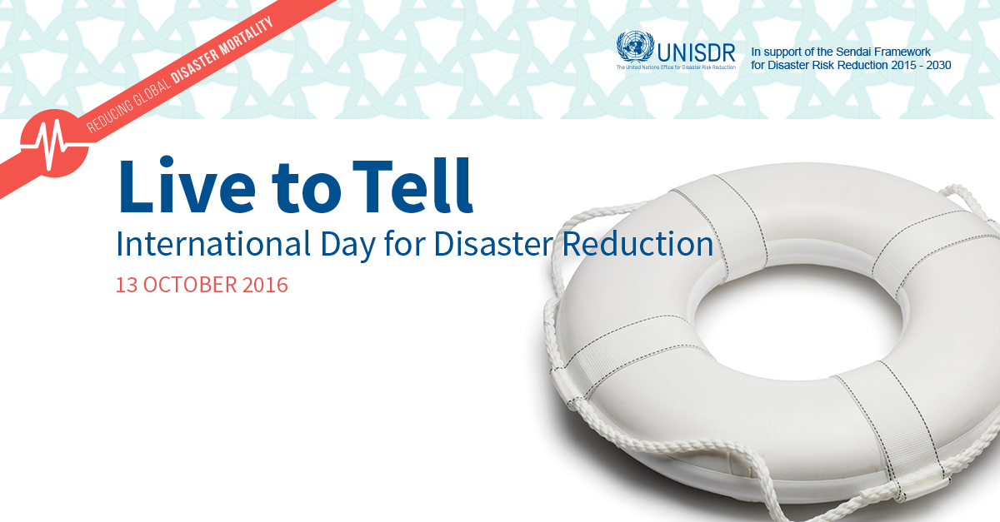 REDUCING GLOBAL DISASTER MORTALITY
UNISDR
The United Nations Office for Disaster Risk Reduction
In support of the Sendai Framework
for Disaster Risk Reduction 2015 - 2030
Live to Tell
International Day for Disaster Reduction
13 OCTOBER 2016